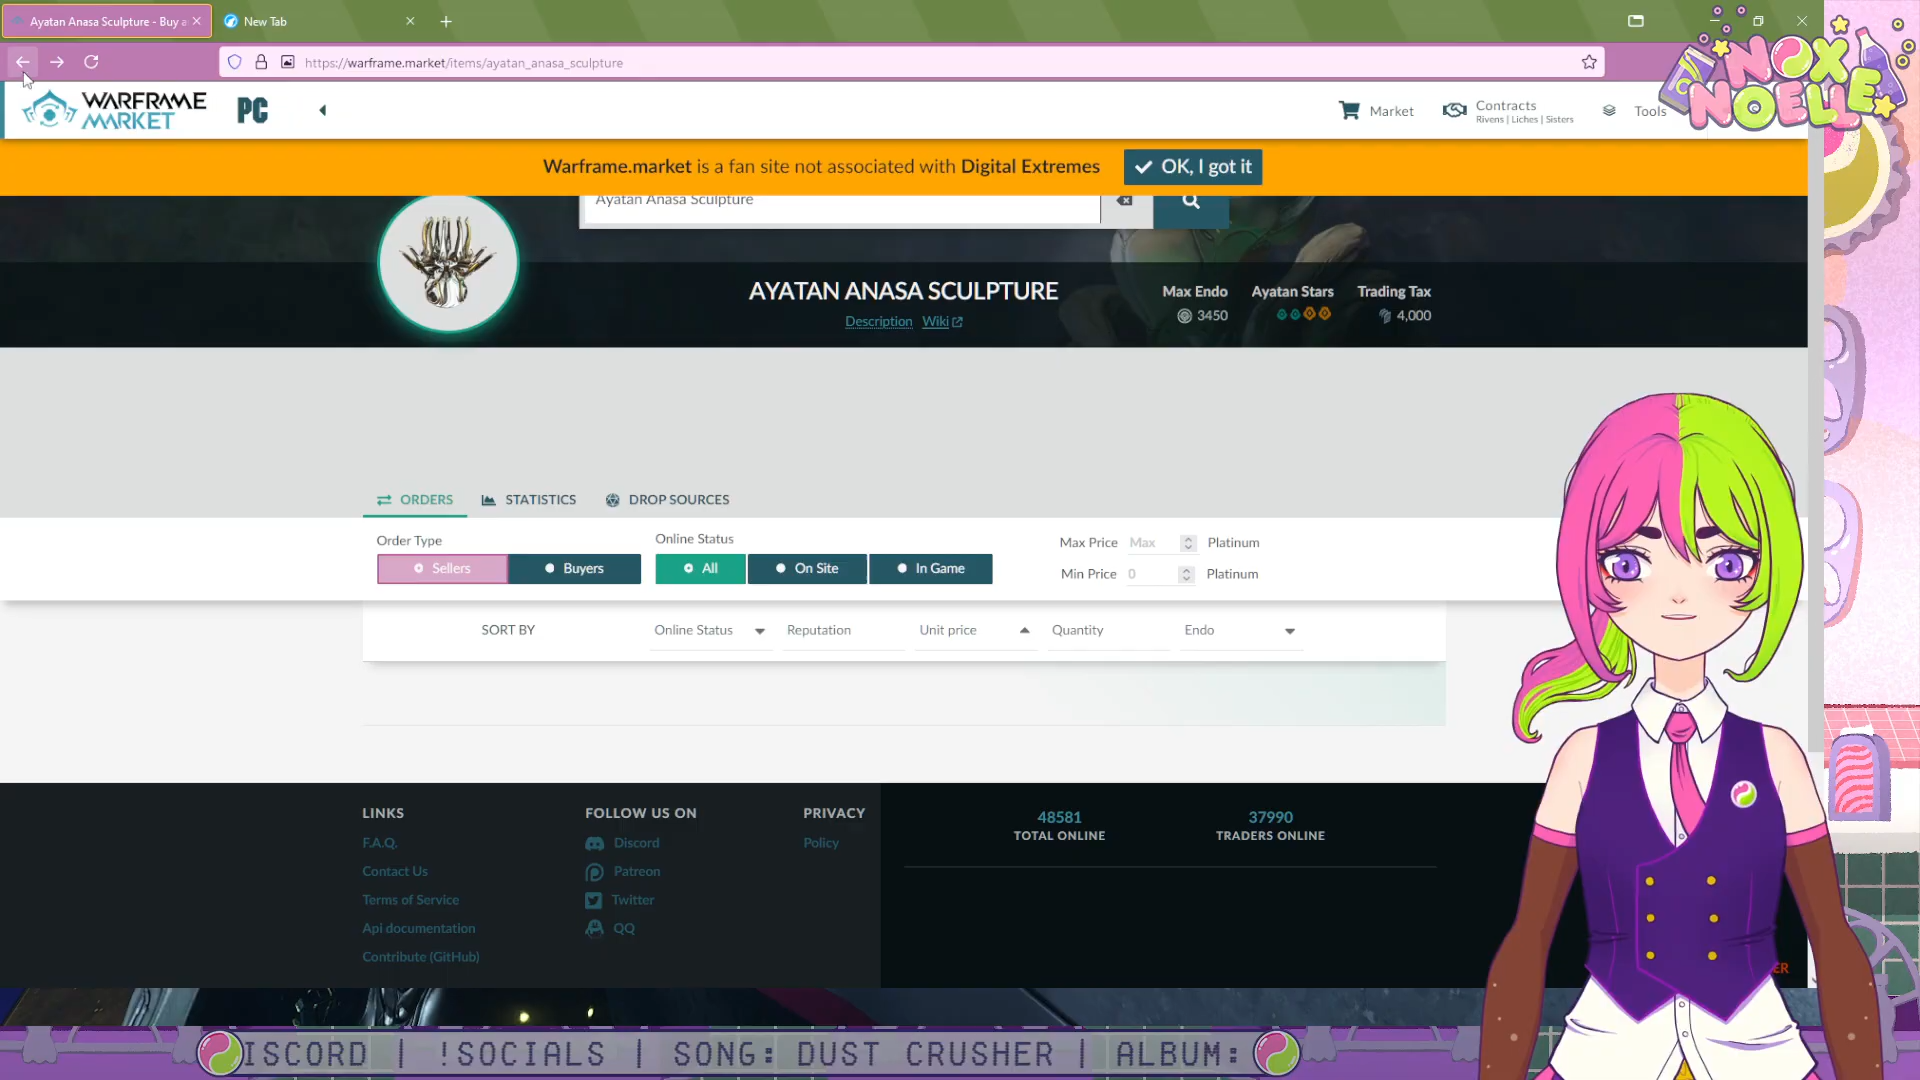 Ayatan Anasa Sculpture - Buy a
New Tab
https://warframe.market/items/ayatan_anasa_sculpture
NOX
NOELLE
WARFRAME
MARKET
PC
Market
Contracts
Rivens | Liches | Sisters
Tools
Warframe.market is a fan site not associated with Digital Extremes
OK, I got it
Ayatan Anasa Sculpture
AYATAN ANASA SCULPTURE
Description Wiki
Max Endo
3450
Ayatan Stars
Trading Tax
4,000
ORDERS
STATISTICS
DROP SOURCES
Order Type
Sellers
Buyers
Online Status
All
On Site
In Game
Max Price Max Platinum
Min Price 0 Platinum
SORT BY
Online Status
Reputation
Unit price
Quantity
Endo
LINKS
F.A.Q.
Contact Us
Terms of Service
Api documentation
Contribute (GitHub)
FOLLOW US ON
Discord
Patreon
Twitter
QQ
PRIVACY
Policy
48581
TOTAL ONLINE
37990
TRADERS ONLINE
ER
ISCORD | !SOCIALS | SONG: DUST CRUSHER | ALBUM: